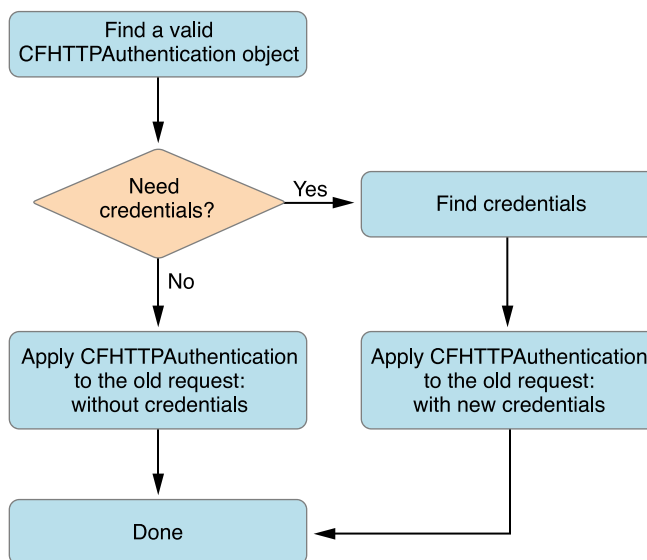 Find a valid
CFHTTPAuthentication object
Need
credentials?
Yes
Find credentials
No
Apply CFHTTPAuthentication
to the old request:
without credentials
Apply CFHTTPAuthentication
to the old request:
with new credentials
Done